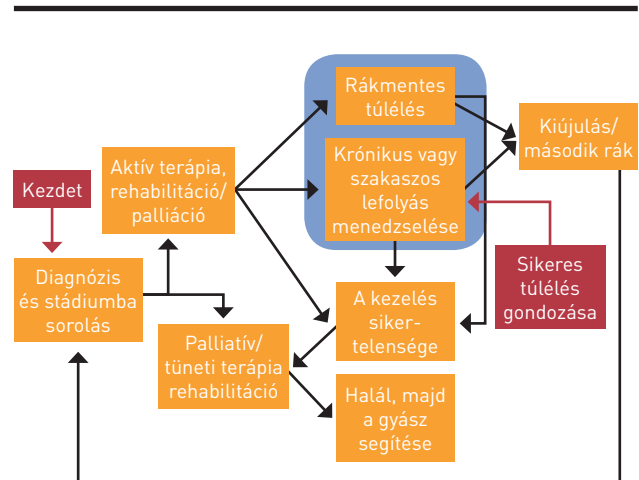 Kezdet
Diagnózis
és stádiumba
sorolás
Aktív terápia,
rehabilitáció/
palliáció
Palliatív/
tüneti terápia
rehabilitáció
Rákmentes
túlélés
Krónikus vagy
szakaszos
lefolyás
menedzselése
A kezelés
siker-
telensége
Halál, majd
a gyász
segítése
Kiújulás/
második rák
Sikeres
túlélés
gondozása